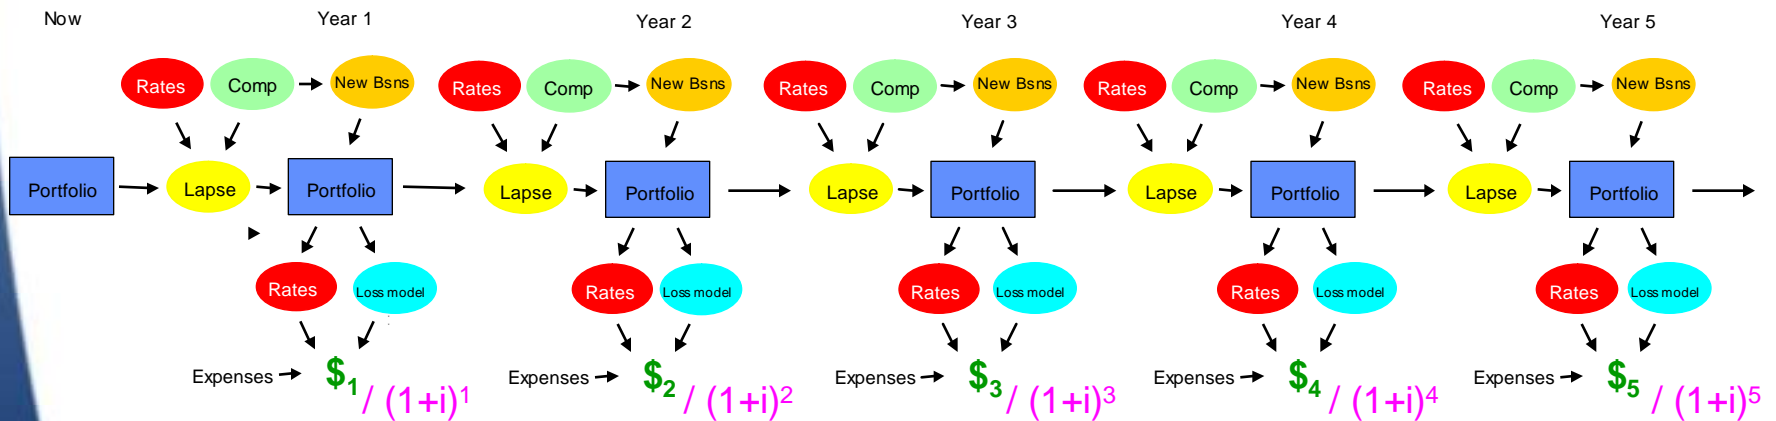 Now Year 1 Year 2 Year 3 Year 4 Year 5
Rates Comp New Bsns Rates Comp New Bsns Rates Comp New Bsns Rates Comp New Bsns Rates Comp New Bsns
Portfolio Lapse Portfolio Lapse Portfolio Lapse Portfolio Lapse Portfolio Lapse Portfolio
Rates Loss model Rates Loss model Rates Loss model Rates Loss model Rates Loss model
Expenses $₁ / (1+i)¹ Expenses $₂ / (1+i)² Expenses $₃ / (1+i)³ Expenses $₄ / (1+i)⁴ Expenses $₅ / (1+i)⁵